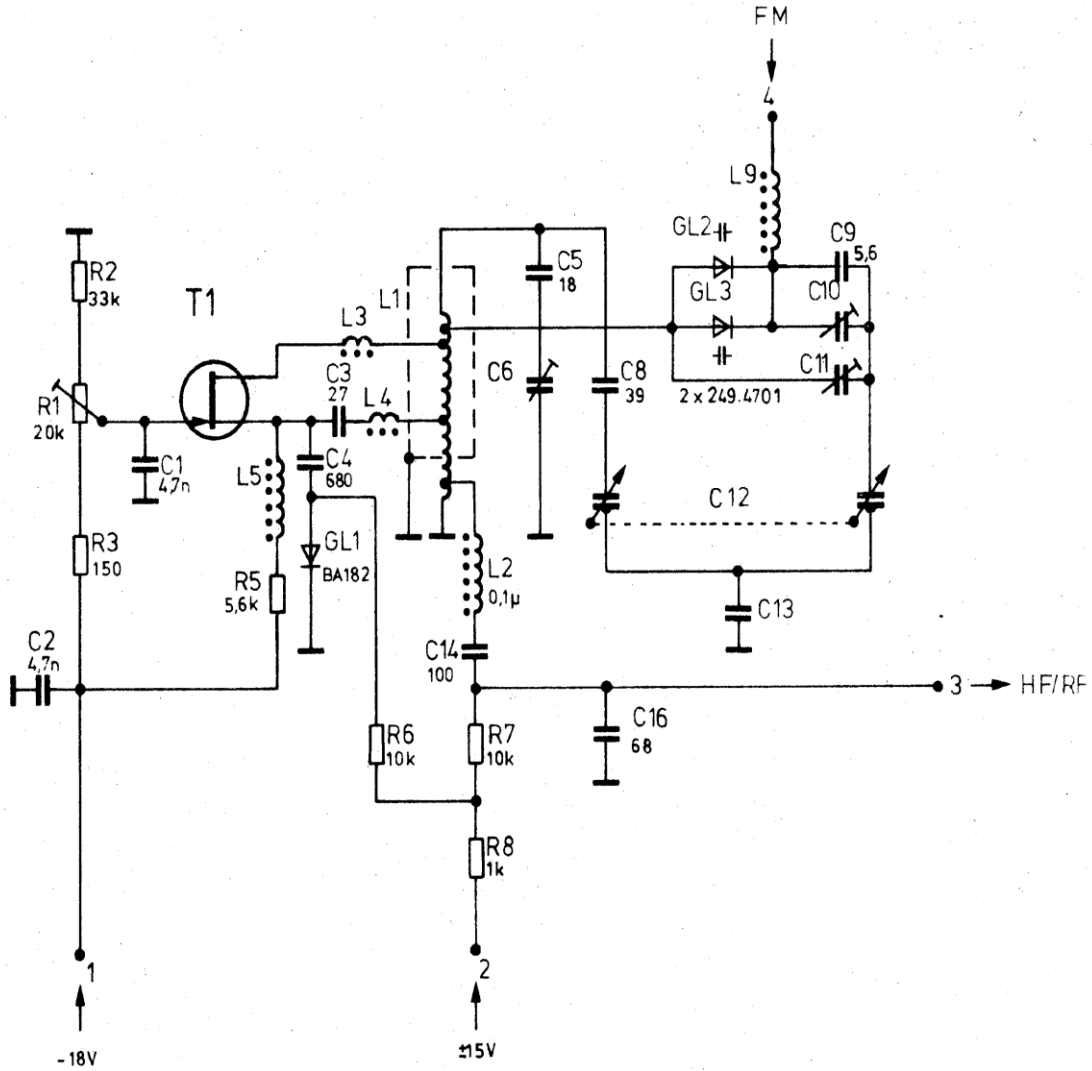 FM
4
L9
GL2
C9
5,6
R2
33k
T1
L1
C5
18
GL3
C10
L3
C11
R1
20k
C3
27
L4
C6
C8
39
2 x 249.4701
C1
4,7n
L5
C4
680
C12
R3
150
GL1
BA182
L2
0,1µ
R5
5,6k
C13
C2
4,7n
C14
100
3
HF/RF
R6
10k
R7
10k
C16
68
R8
1k
1
2
-18V
±15V